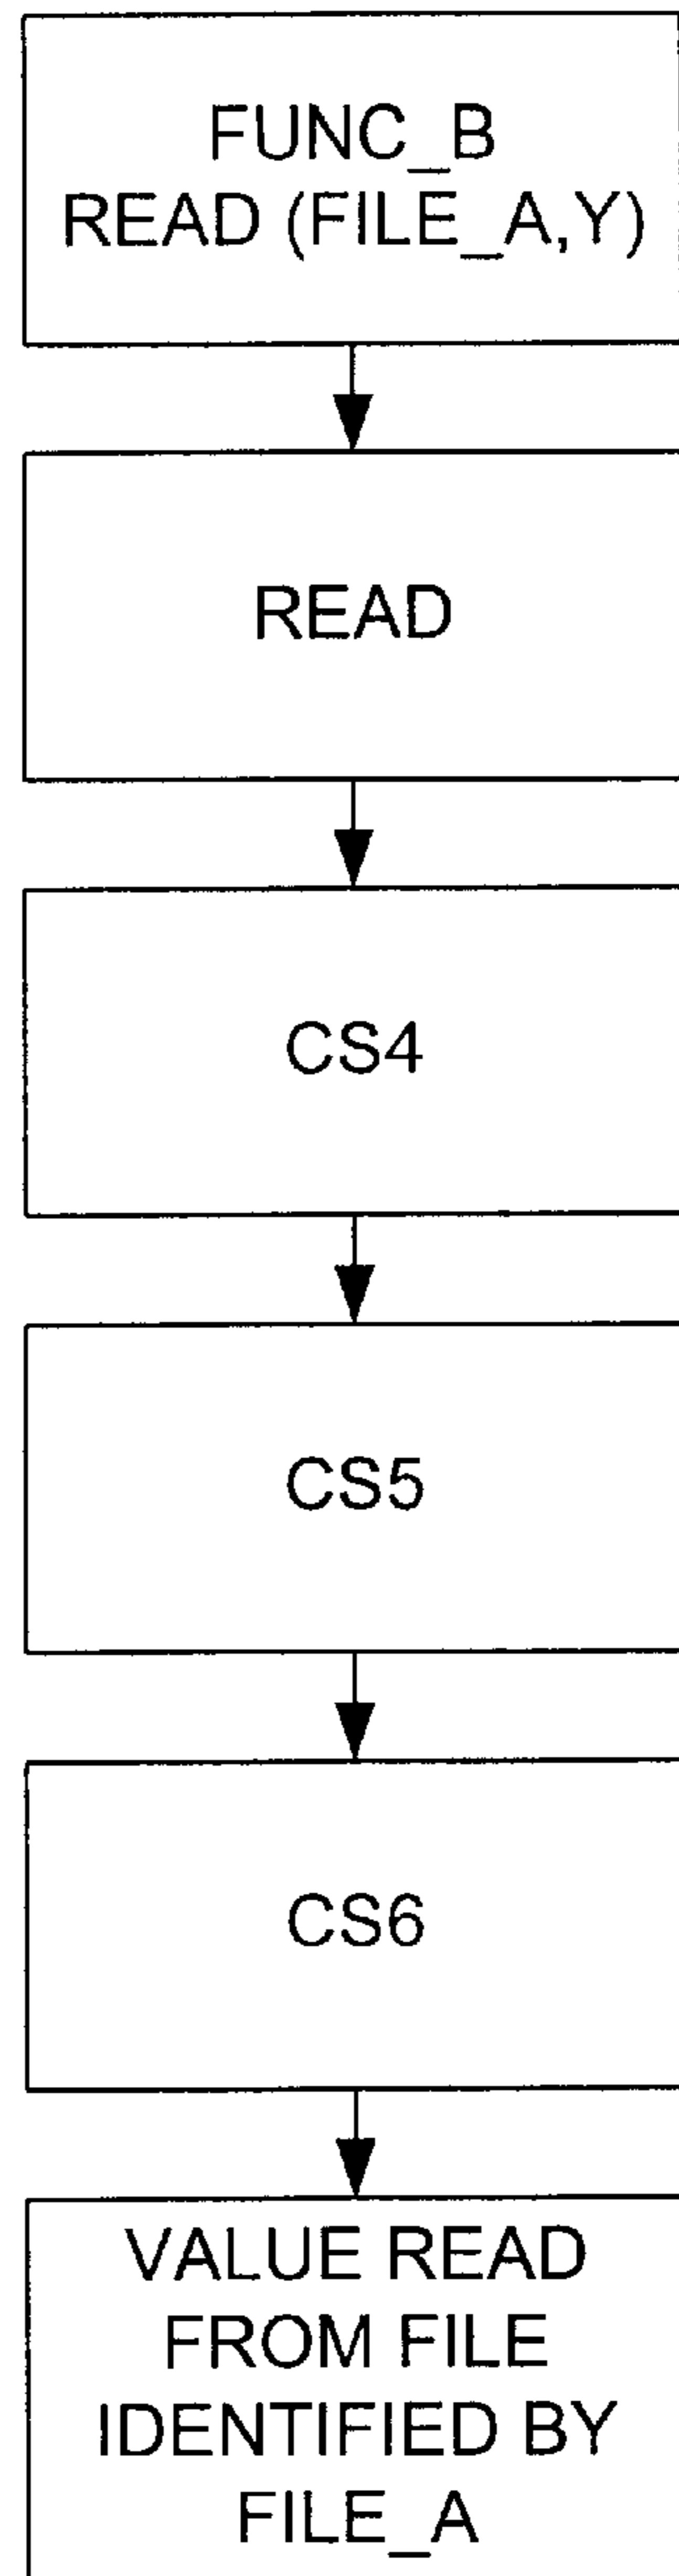 FUNC_B
READ (FILE_A,Y)
READ
CS4
CS5
CS6
VALUE READ
FROM FILE
IDENTIFIED BY
FILE_A